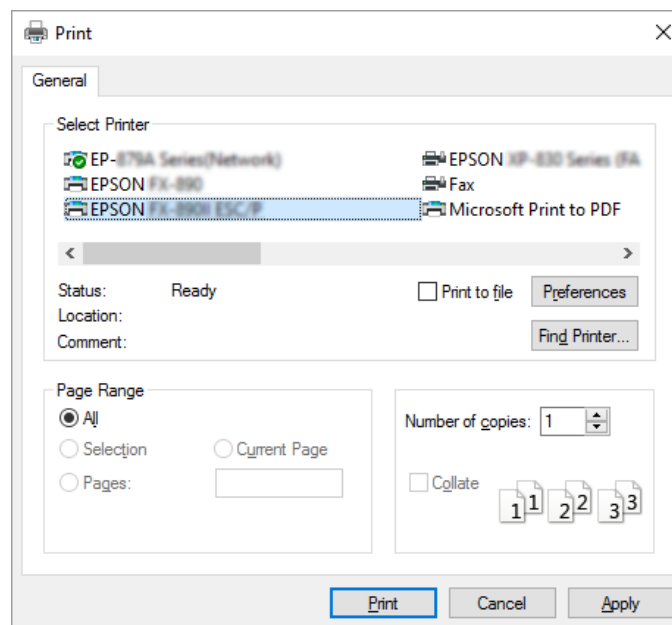 Print
General
Select Printer
EP-
EPSON
EPSON
EPSON
Fax
Microsoft Print to PDF
Status: Ready
Location:
Comment:
Print to file
Preferences
Find Printer...
Page Range
All
Selection
Current Page
Pages:
Number of copies: 1
Collate
1 1 2 2 3 3
Print
Cancel
Apply